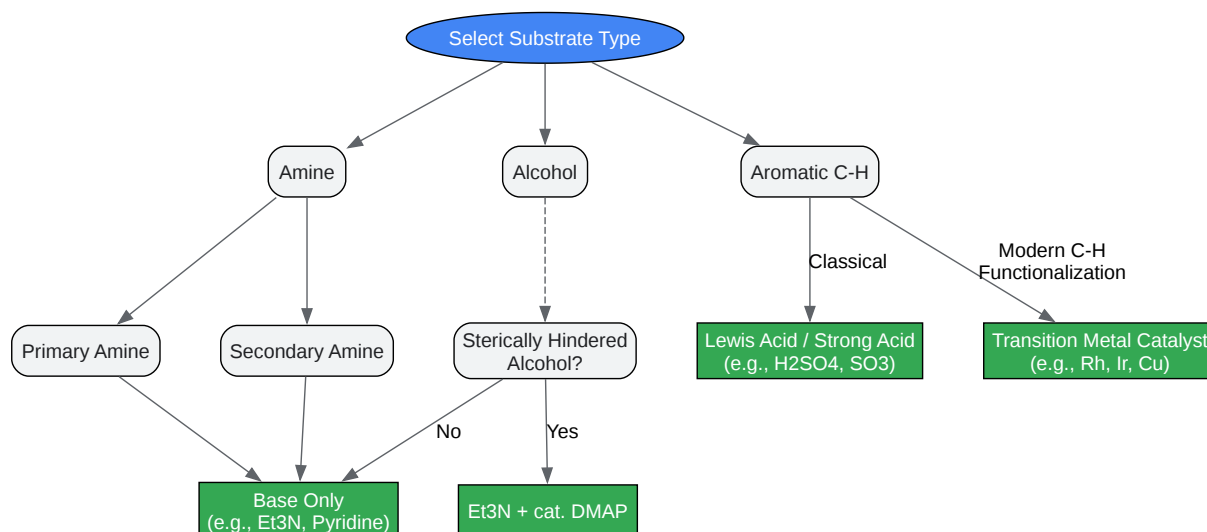 Select Substrate Type
Amine
Alcohol
Aromatic C-H
Classical
Modern C-H
Functionalization
Primary Amine
Secondary Amine
Sterically Hindered
Alcohol?
Lewis Acid / Strong Acid
(e.g., H2SO4, SO3)
Transition Metal Catalyst
(e.g., Rh, Ir, Cu)
No
Yes
Base Only
(e.g., Et3N, Pyridine)
Et3N + cat. DMAP